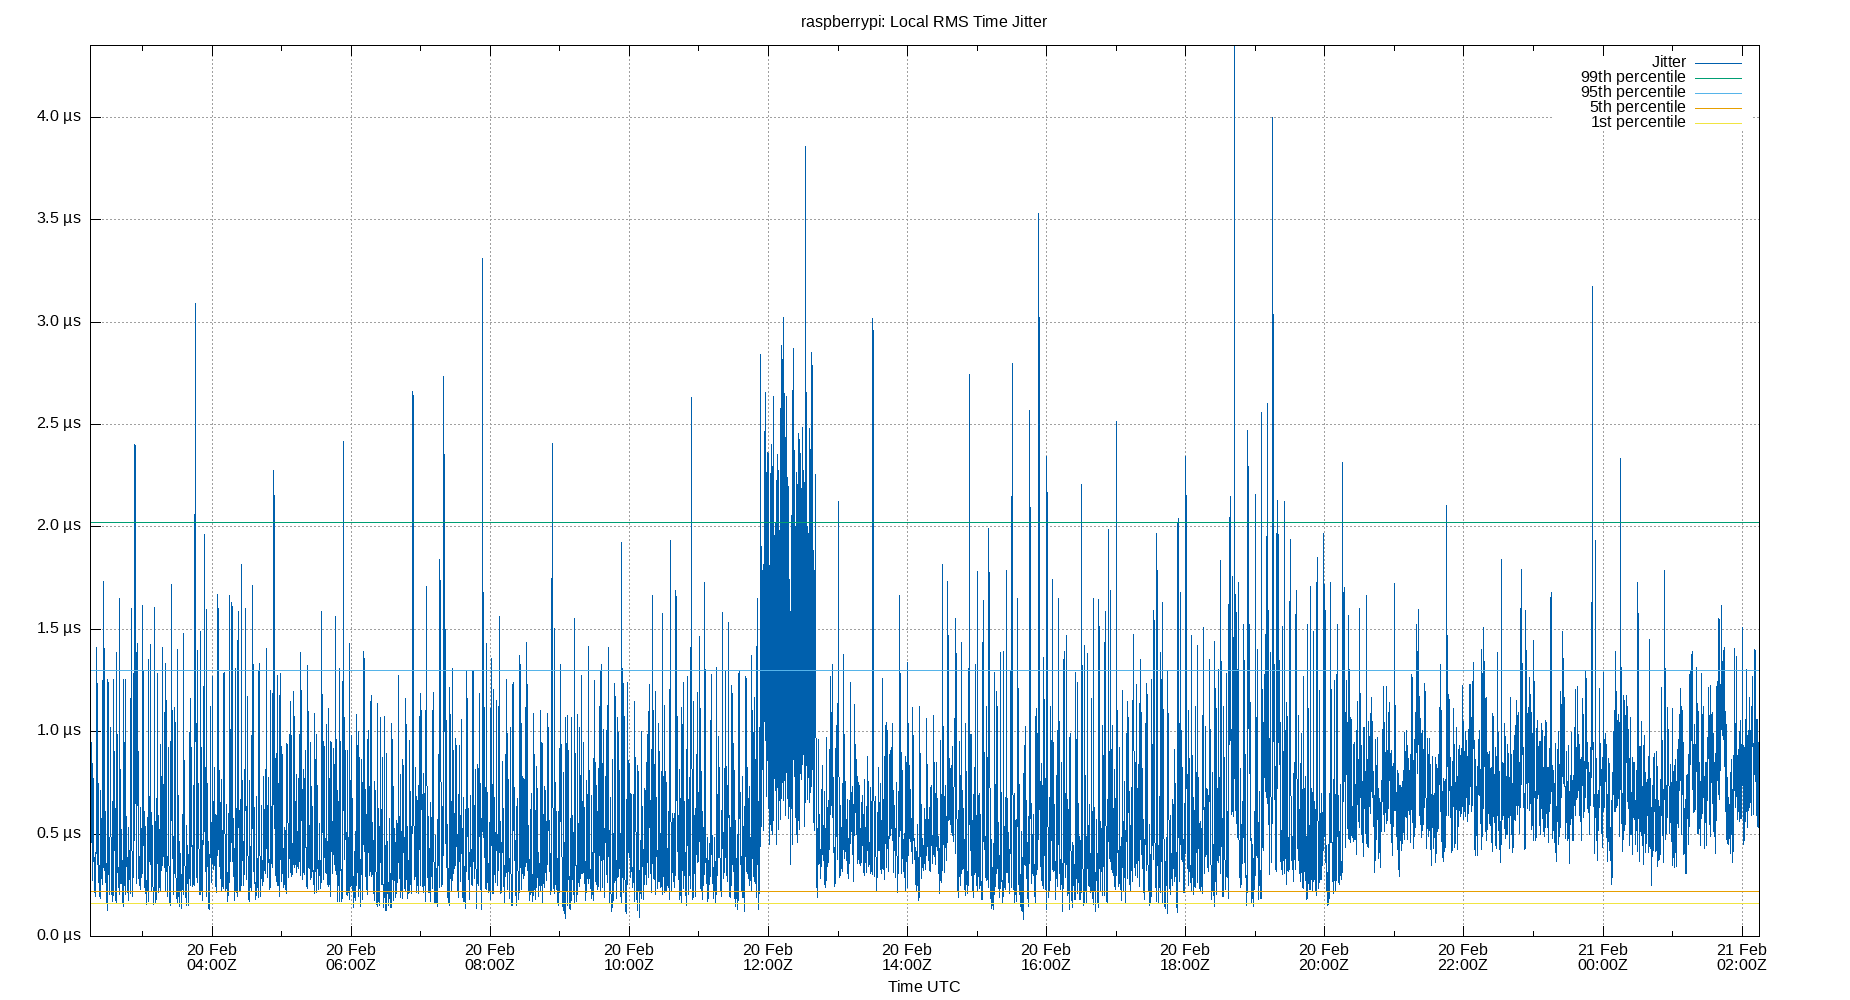 raspberrypi: Local RMS Time Jitter
Jitter
99th percentile
95th percentile
5th percentile
1st percentile
4.0 µs
3.5 µs
3.0 µs
2.5 µs
2.0 µs
1.5 µs
1.0 µs
0.5 µs
0.0 µs
20 Feb 20 Feb 20 Feb 20 Feb 20 Feb 20 Feb 20 Feb 20 Feb 20 Feb 20 Feb 21 Feb 21 Feb
04:00Z 06:00Z 08:00Z 10:00Z 12:00Z 14:00Z 16:00Z 18:00Z 20:00Z 22:00Z 00:00Z 02:00Z
Time UTC